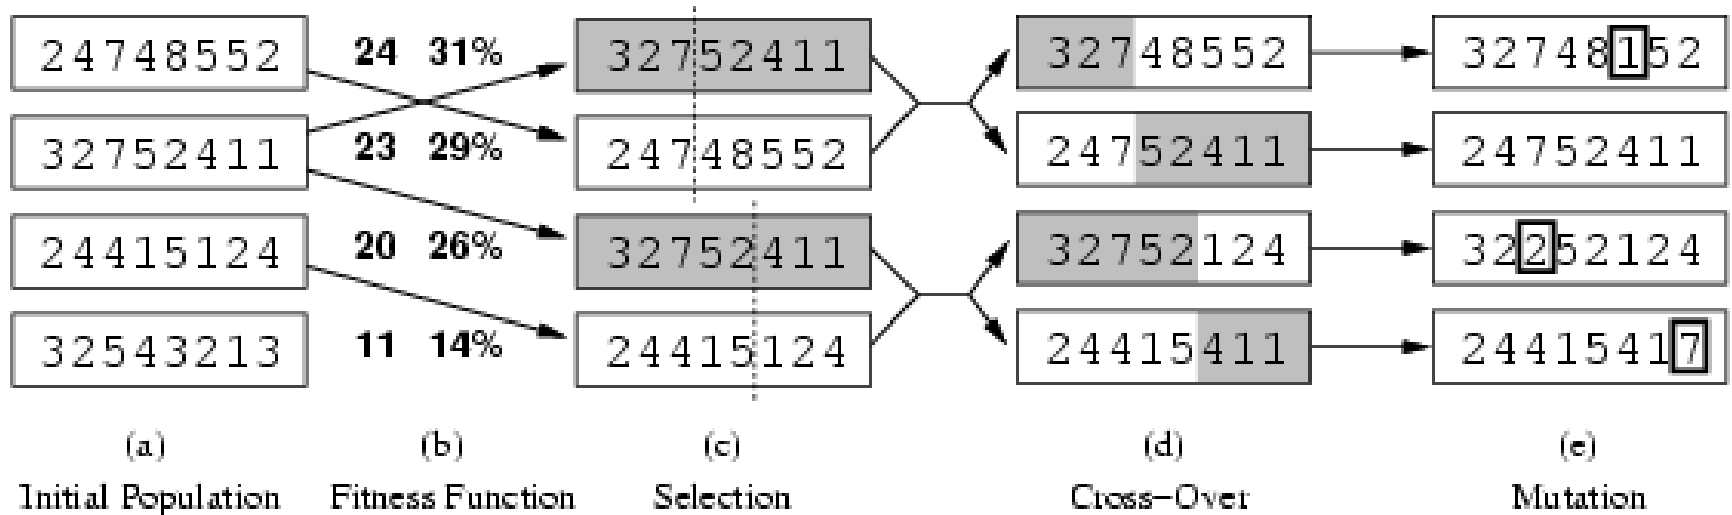 24748552 24 31% 32752411 32748552 32748152
32752411 23 29% 24748552 24752411 24752411
24415124 20 26% 32752411 32752124 32252124
32543213 11 14% 24415124 24415411 24415417
(a) (b) (c) (d) (e)
Initial Population Fitness Function Selection Cross-Over Mutation